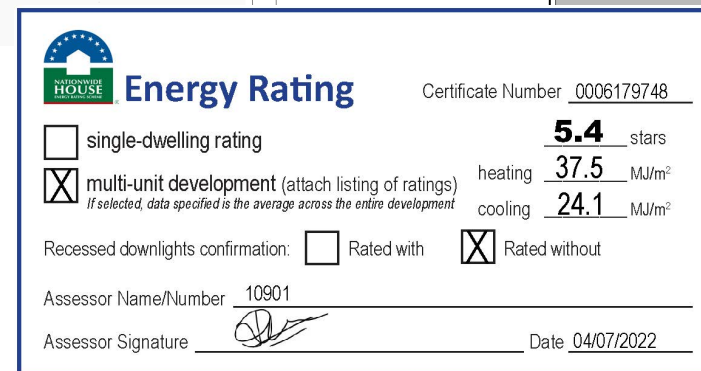 NATIONWIDE
HOUSE
ENERGY RATING SCHEME
Energy Rating
Certificate Number 0006179748
single-dwelling rating
5.4 stars
multi-unit development (attach listing of ratings)
If selected, data specified is the average across the entire development
heating 37.5 MJ/m²
cooling 24.1 MJ/m²
Recessed downlights confirmation: Rated with X Rated without
Assessor Name/Number 10901
Assessor Signature
Date 04/07/2022